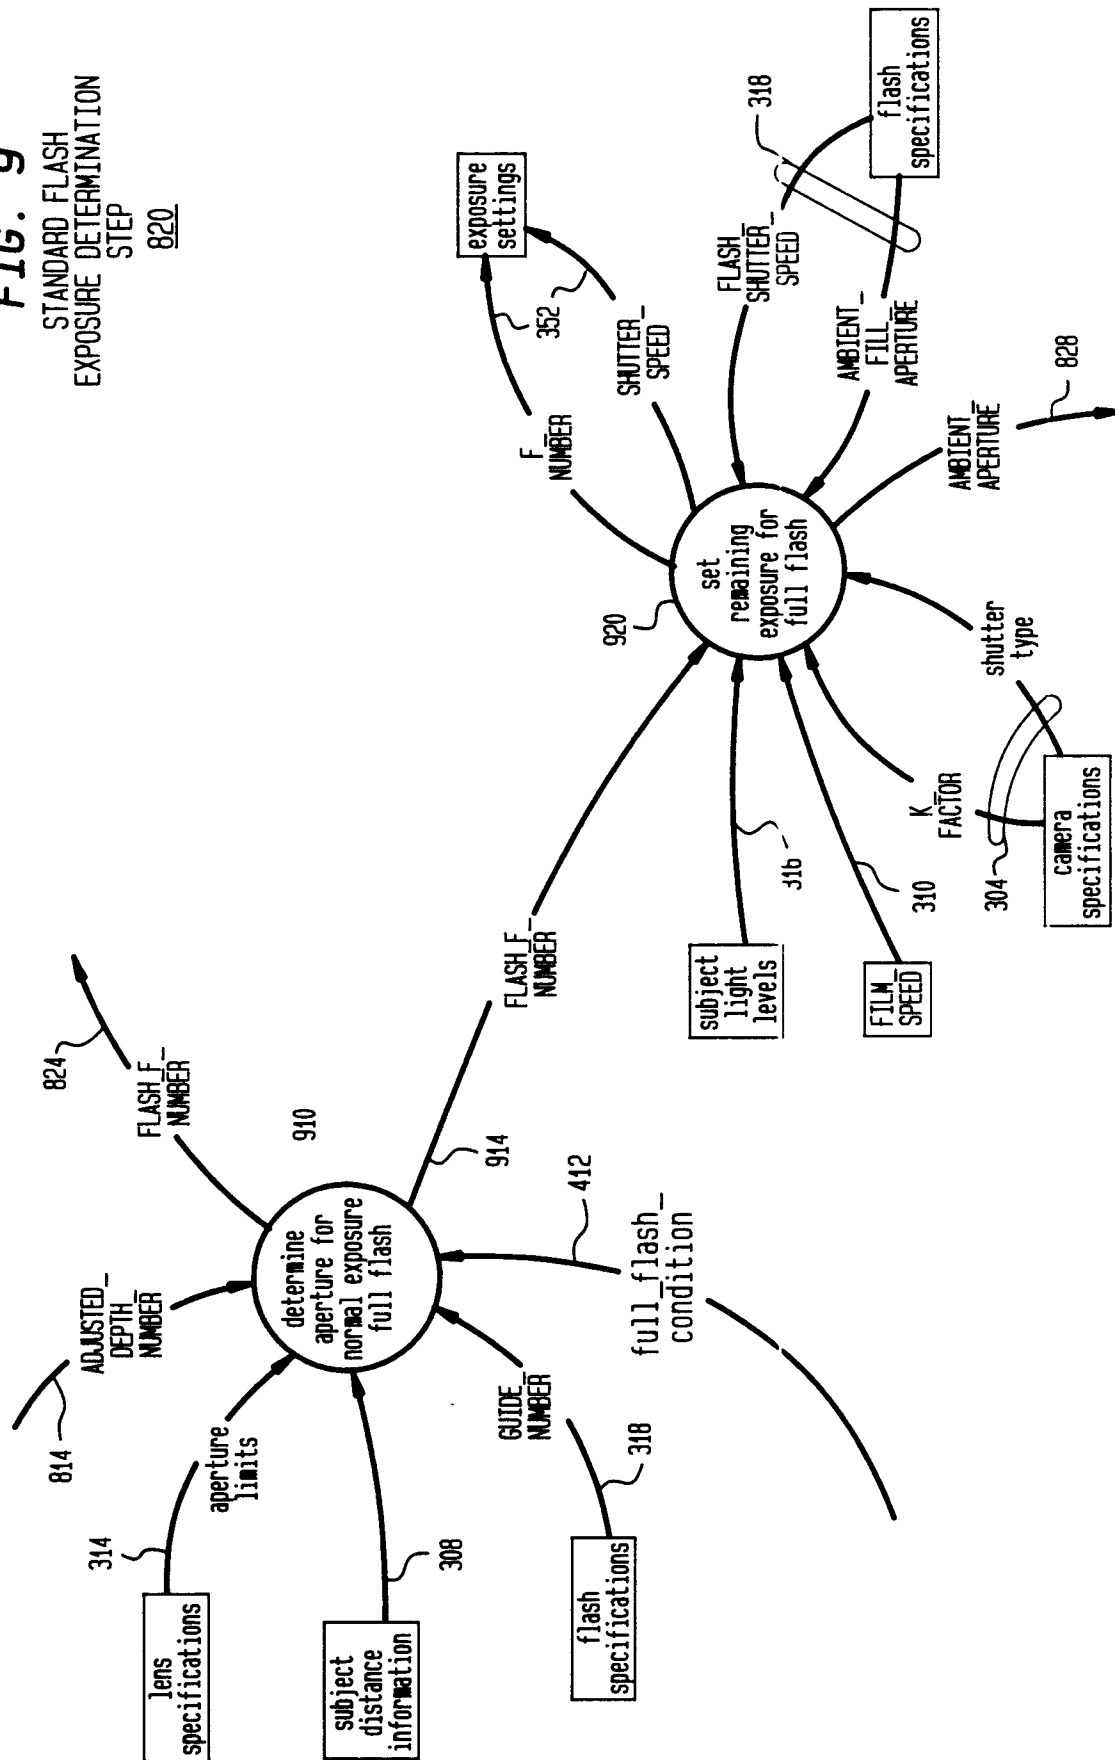 FIG. 9
STANDARD FLASH
EXPOSURE DETERMINATION
STEP
820
lens
specifications
314
aperture
limits
814
ADJUSTED_
DEPTH_
NUMBER
824
FLASH_F_
NUMBER
910
determine
aperture for
normal exposure
full flash
subject
distance
information
308
flash
specifications
318
GUIDE_
NUMBER
412
full_flash_
condition
914
FLASH_F_
NUMBER
exposure
settings
352
F_
NUMBER
SHUTTER_
SPEED
920
set
remaining
exposure for
full flash
FLASH_
SHUTTER_
SPEED
318
flash
specifications
AMBIENT_
FILL_
APERTURE
AMBIENT_
APERTURE
828
subject
light
levels
316
FILM_
SPEED
310
K_
FACTOR
304
shutter
type
camera
specifications